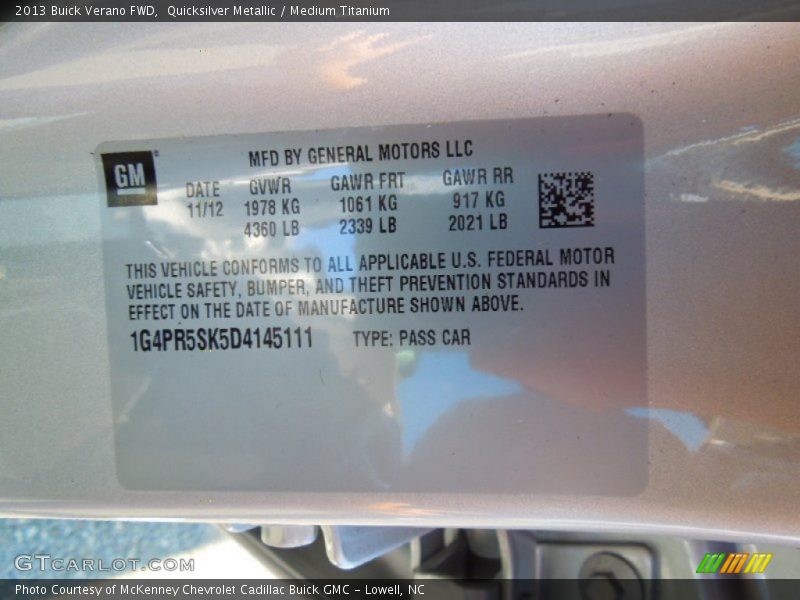 2013 Buick Verano FWD,  Quicksilver Metallic / Medium Titanium
MFD BY GENERAL MOTORS LLC
GM
DATE GVWR GAWR FRT GAWR RR
11/12 1978 KG 1061 KG 917 KG
4360 LB 2339 LB 2021 LB
THIS VEHICLE CONFORMS TO ALL APPLICABLE U.S. FEDERAL MOTOR
VEHICLE SAFETY, BUMPER, AND THEFT PREVENTION STANDARDS IN
EFFECT ON THE DATE OF MANUFACTURE SHOWN ABOVE.
1G4PR5SK5D4145111 TYPE: PASS CAR
GTCARLOT.COM
Photo Courtesy of McKenney Chevrolet Cadillac Buick GMC - Lowell, NC